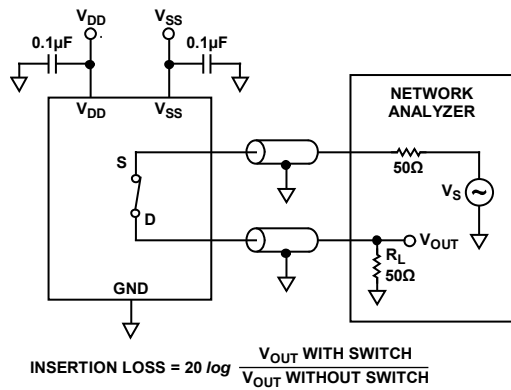 VDD
VSS
0.1µF
0.1µF
VDD
VSS
NETWORK
ANALYZER
S
50Ω
VS
D
VOUT
RL
50Ω
GND
INSERTION LOSS = 20 log VOUT WITH SWITCH
VOUT WITHOUT SWITCH